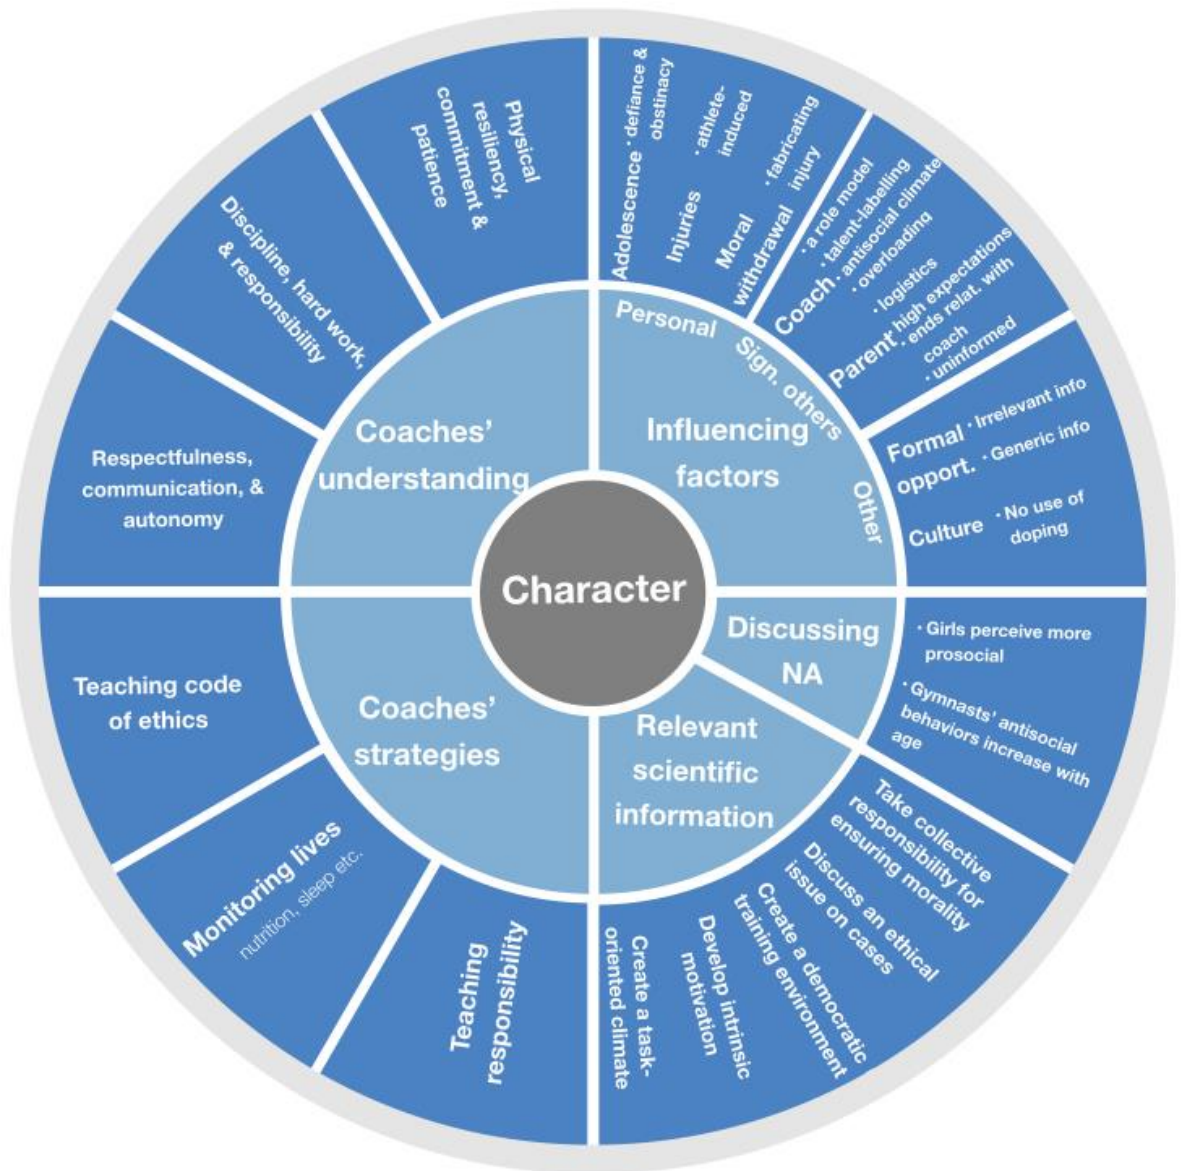 Character
Coaches'
understanding
Physical
resiliency,
commitment &
patience
Discipline, hard work,
& responsibility
Respectfulness,
communication, &
autonomy
Influencing
factors
Personal
Adolescence · defiance &
obstinacy
Injuries
· athlete-
induced
Moral
withdrawal
· fabricating
injury
Sign. others
Coach
· a role model
· talent-labelling
· antisocial climate
· overloading
Parent
· logistics
· high expectations
· ends relat. with
coach
· uninformed
Other
Formal
opport.
· Irrelevant info
· Generic info
Culture
· No use of
doping
Discussing
NA
· Girls perceive more
prosocial
· Gymnasts' antisocial
behaviors increase with
age
Relevant
scientific
information
Take collective
responsibility for
ensuring morality
Discuss an ethical
issue on cases
Create a democratic
training environment
Develop intrinsic
motivation
Create a task-
oriented climate
Coaches'
strategies
Teaching
responsibility
Monitoring lives
nutrition, sleep etc.
Teaching code
of ethics